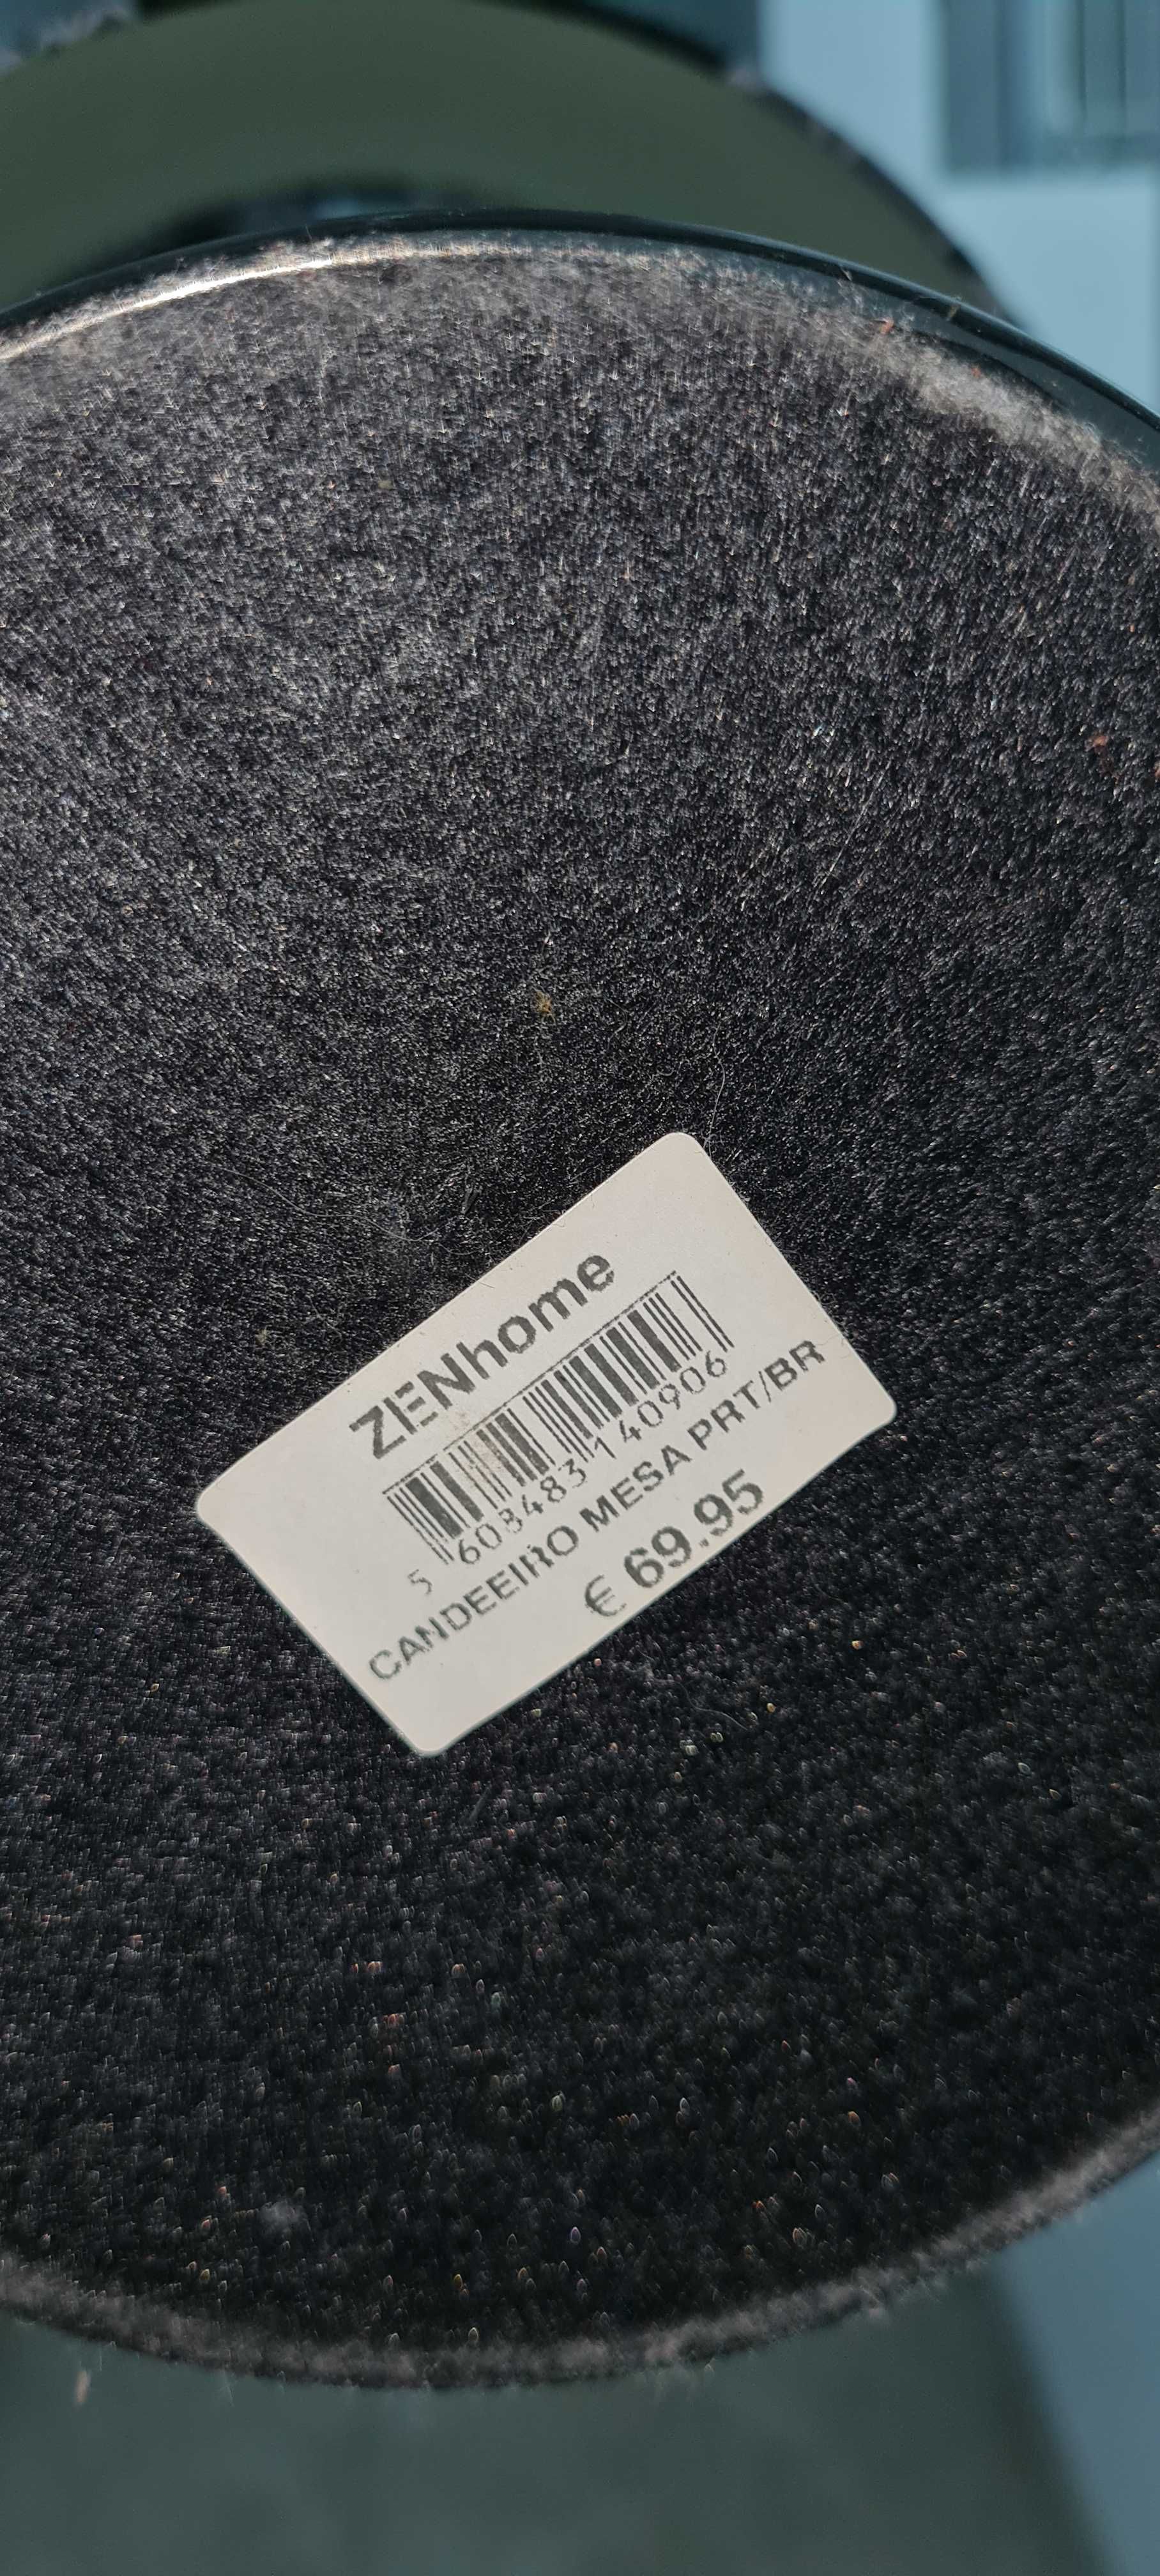 ZENhome
5 608483 140906
CANDEEIRO MESA PRT/BR
€ 69.95